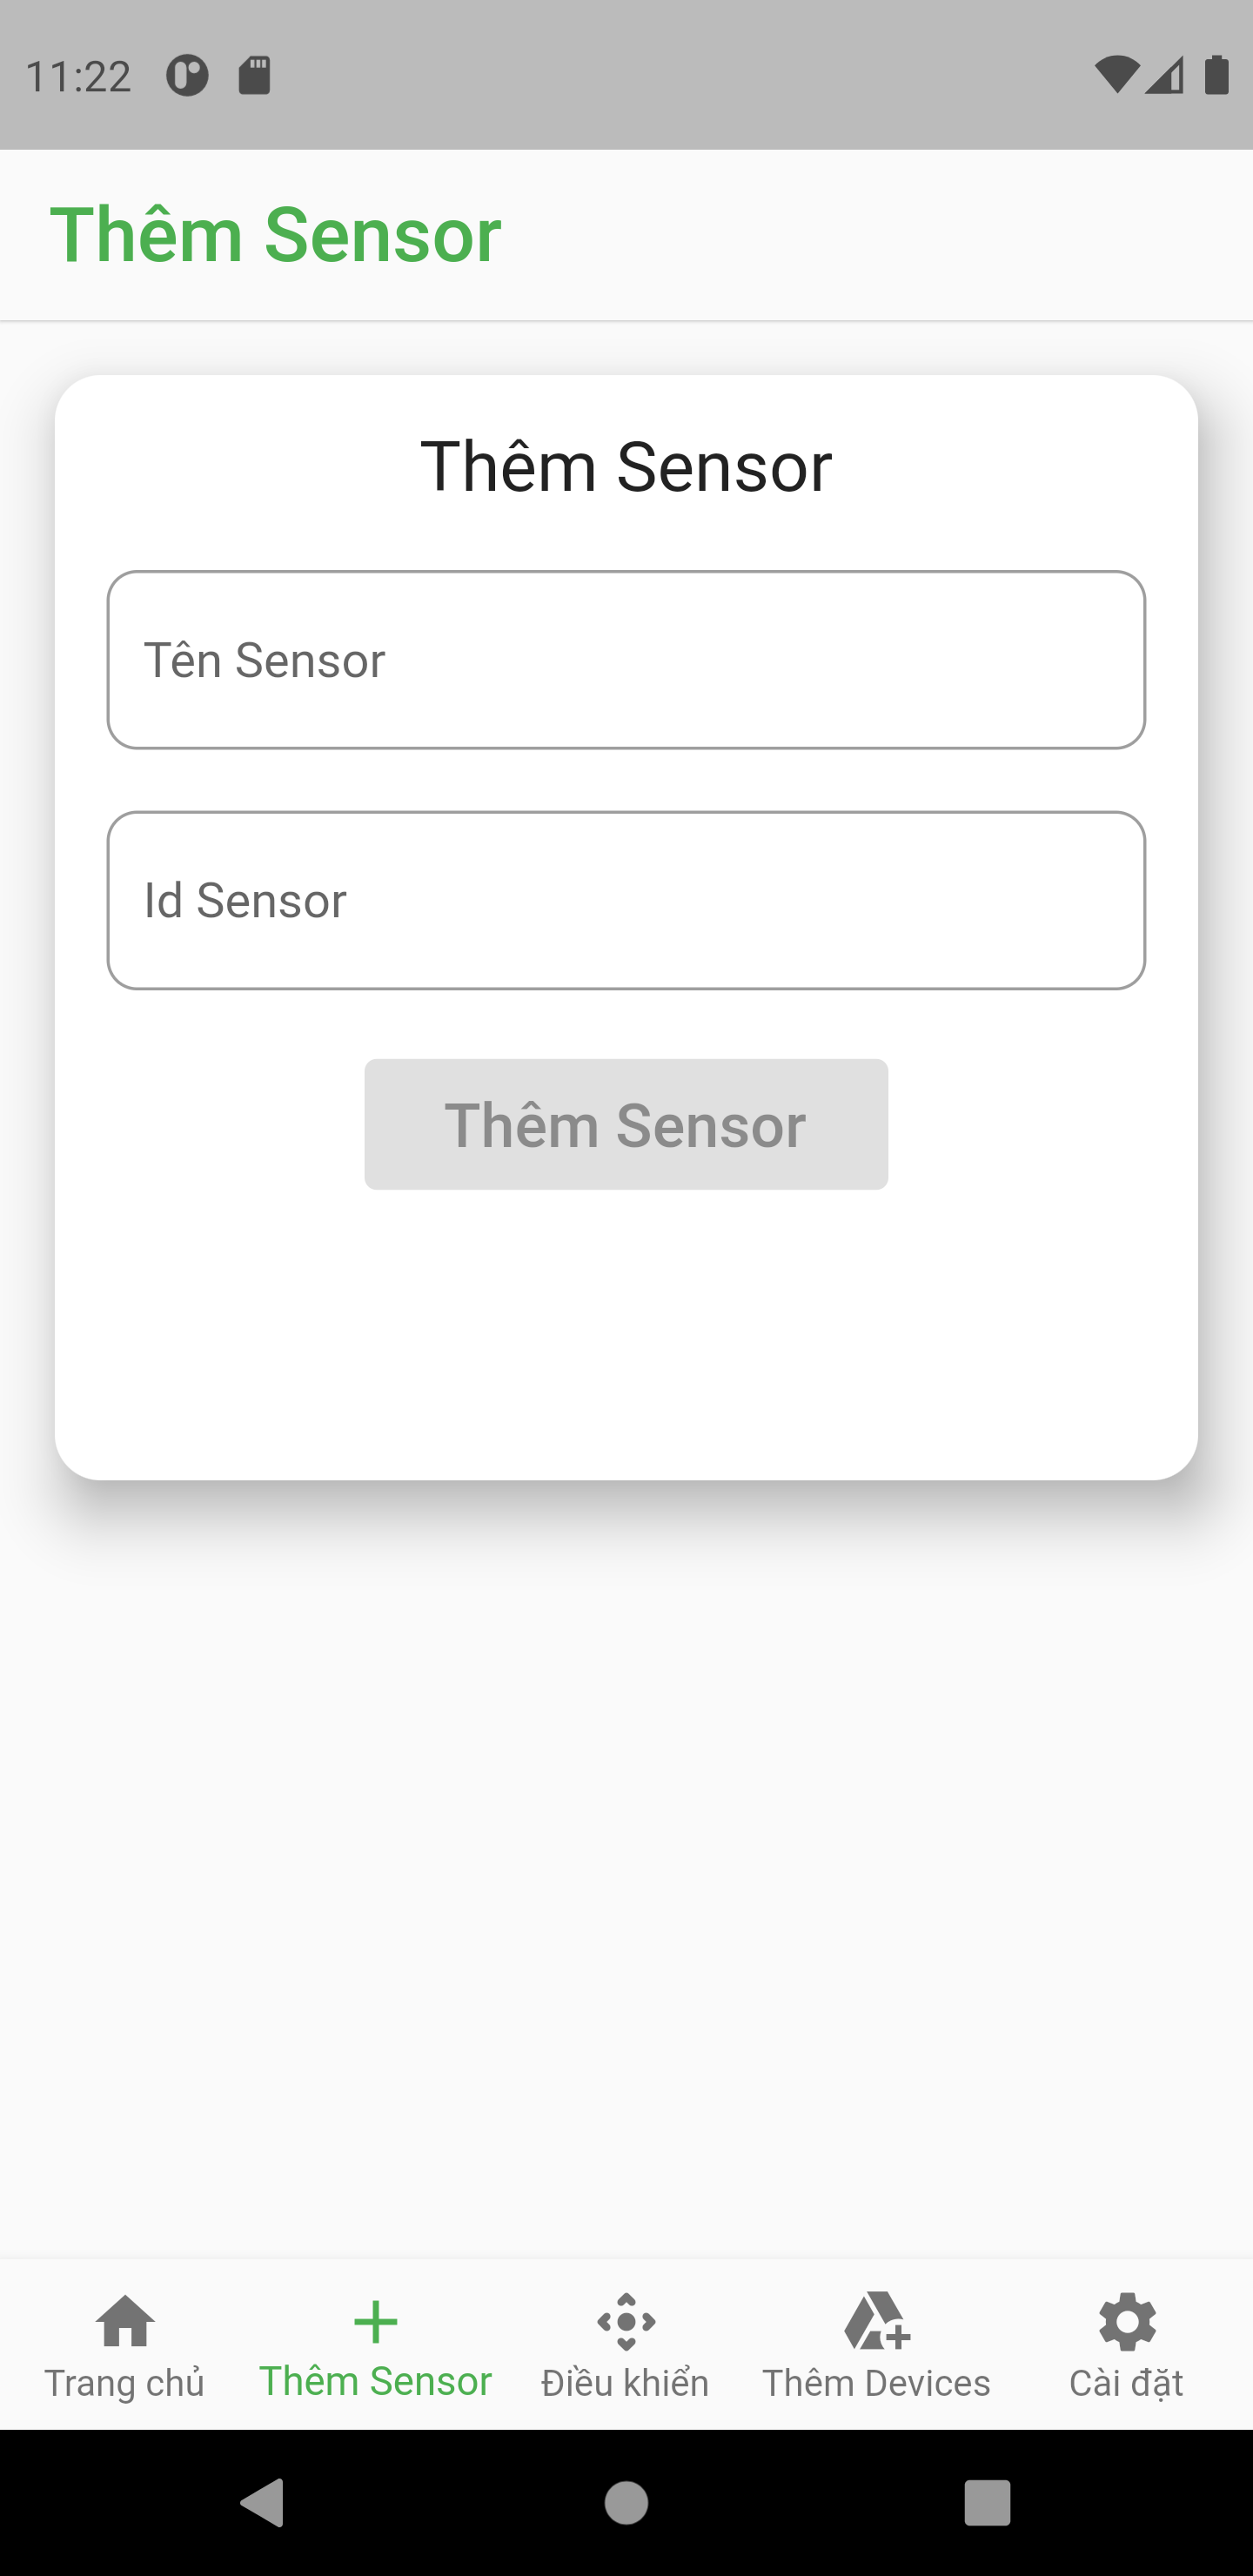 11:22
Thêm Sensor
Thêm Sensor
Tên Sensor
Id Sensor
Thêm Sensor
Trang chủ
Thêm Sensor
Điều khiển
Thêm Devices
Cài đặt